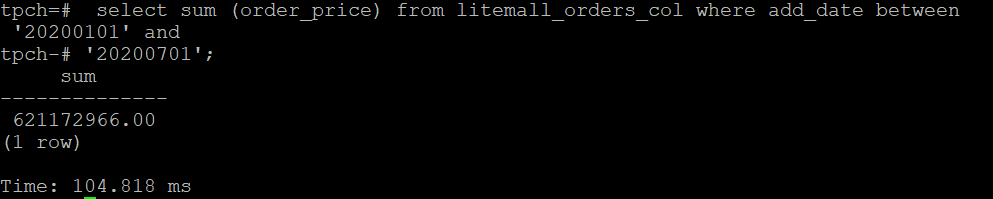 tpch=#  select sum (order_price) from litemall_orders_col where add_date between
 '20200101' and
tpch-# '20200701';
     sum
--------------
 621172966.00
(1 row)

Time: 104.818 ms